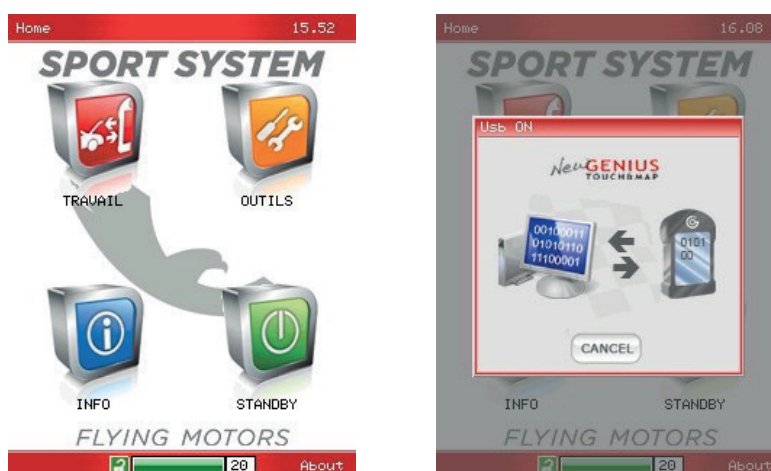 Home 15.52
SPORT SYSTEM
TRAVAIL OUTILS
INFO STANDBY
FLYING MOTORS
20 About
Home 16.08
SPORT SYSTEM
Usb ON
New GENIUS
TOUCH&MAP
00100011
01010110
11100001
0101
00
CANCEL
INFO STANDBY
FLYING MOTORS
20 About